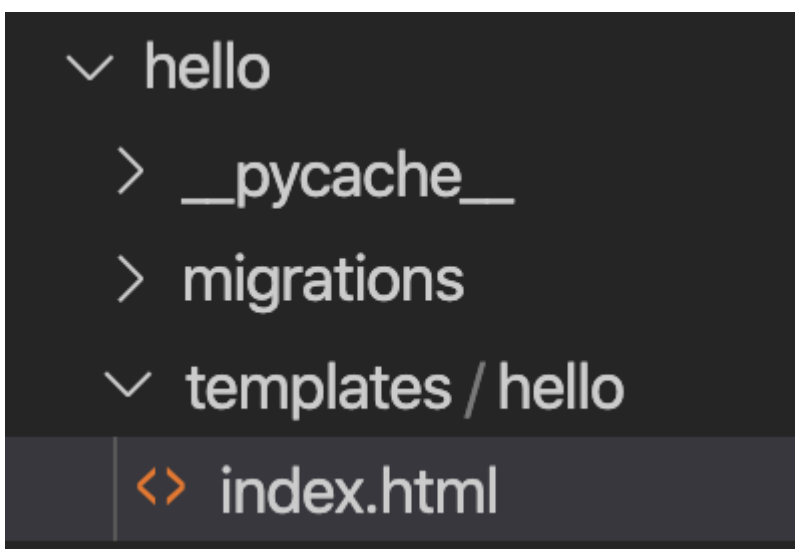 hello
__pycache__
migrations
templates / hello
<> index.html